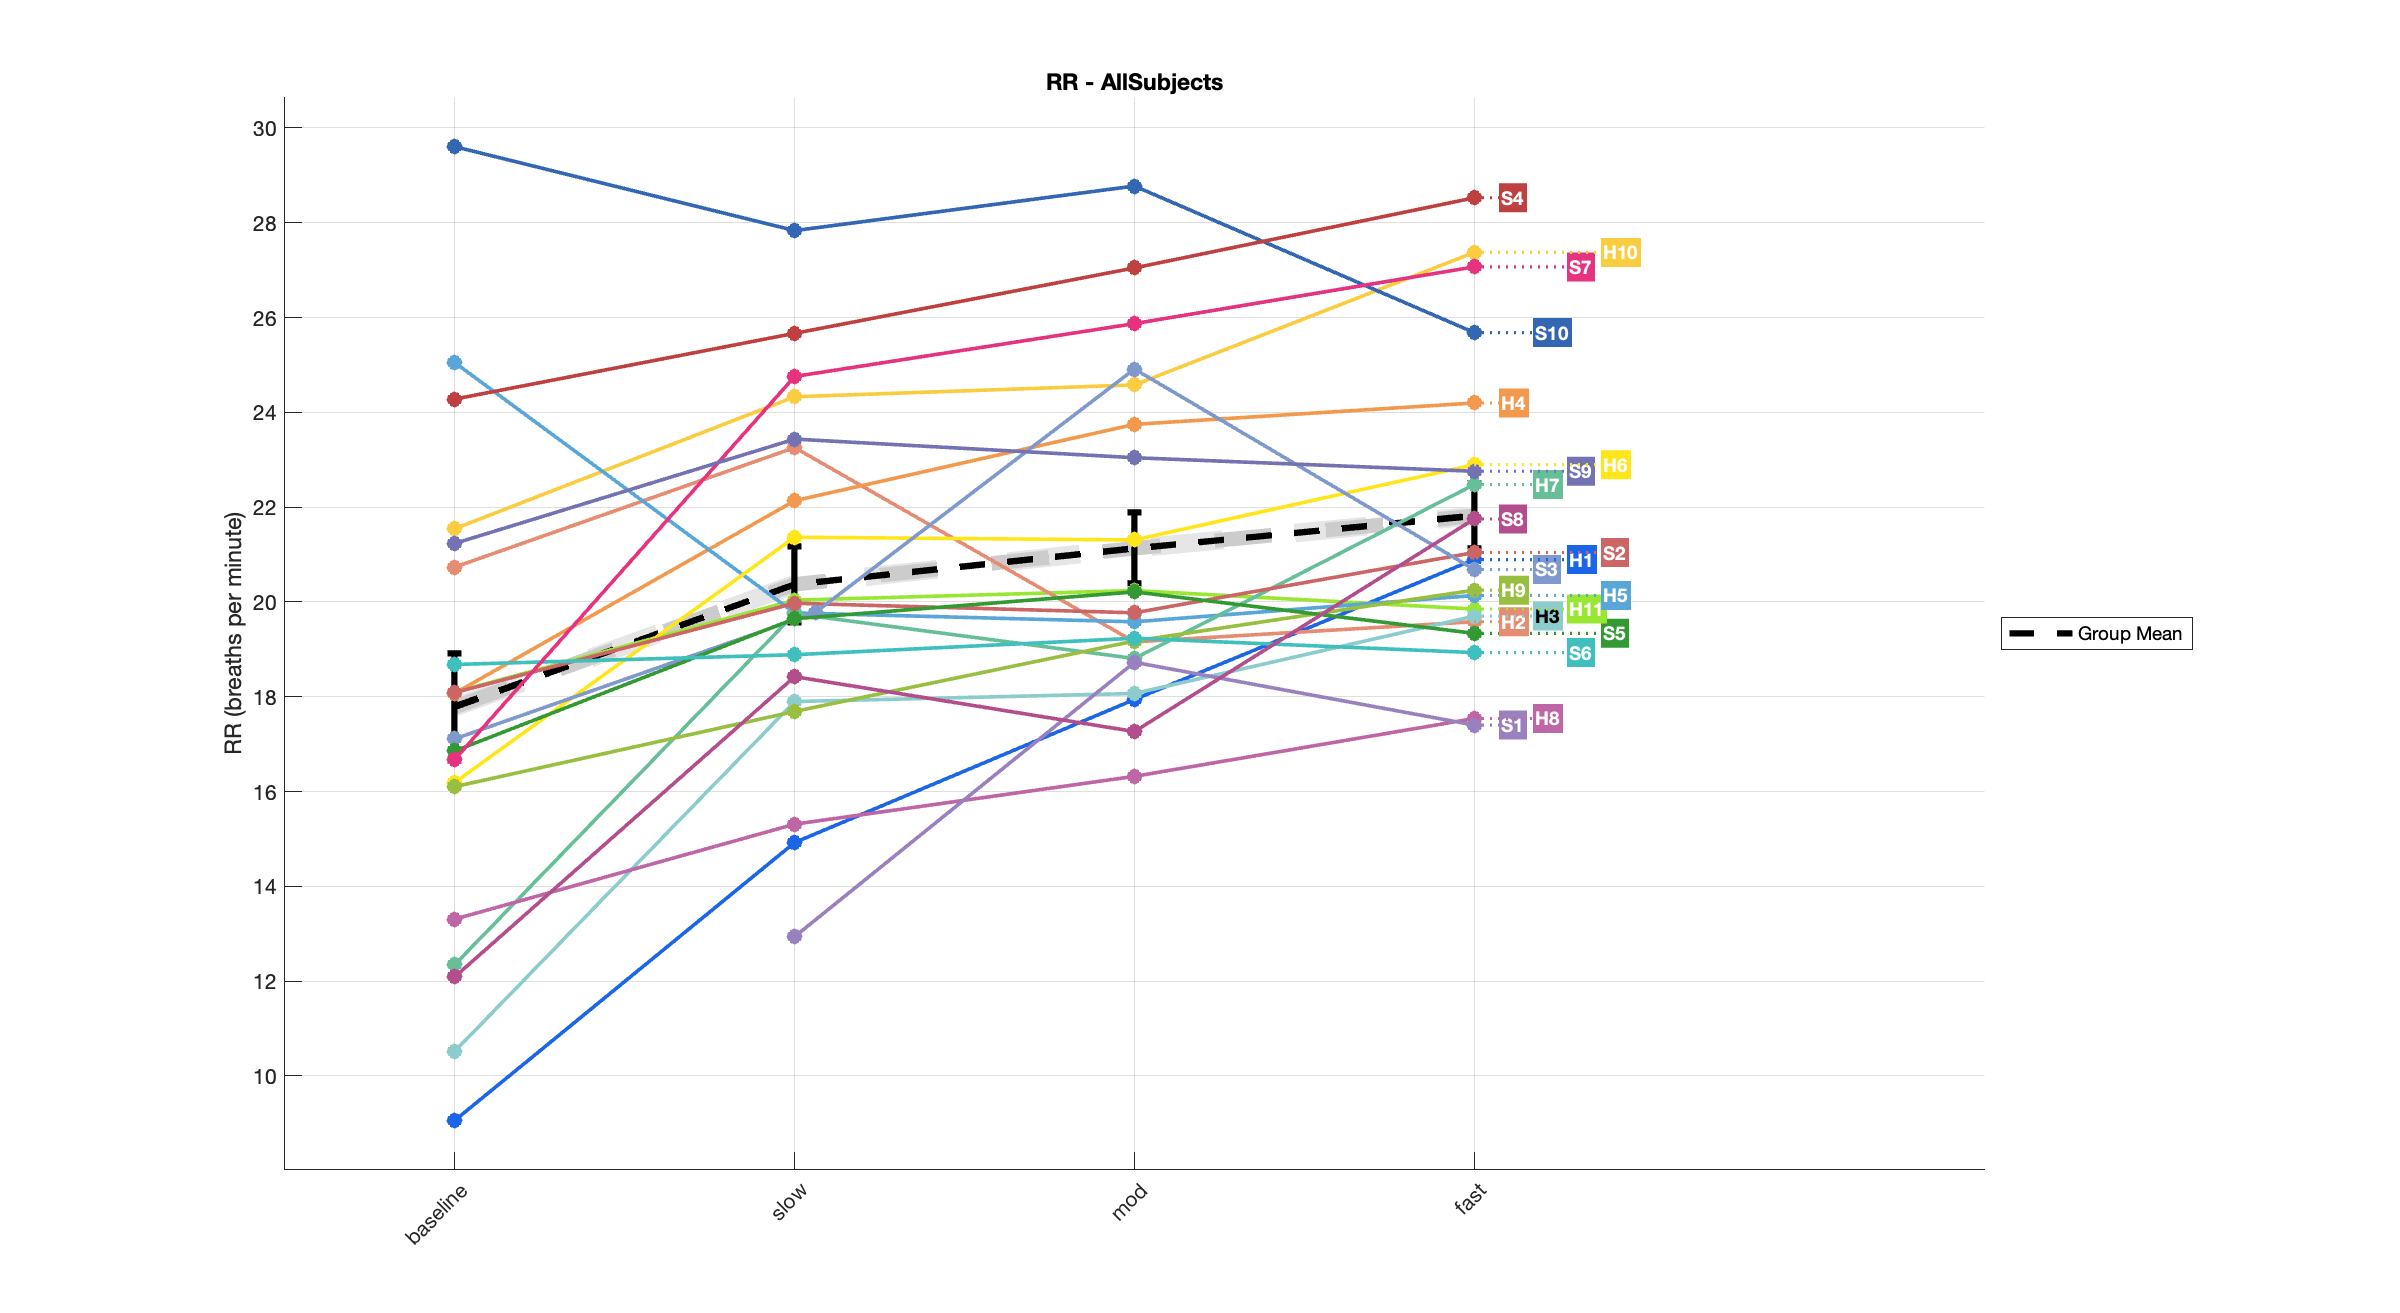 RR - AllSubjects
RR (breaths per minute)
30
28
26
24
22
20
18
16
14
12
10
baseline
slow
mod
fast
S4
H10
S7
S10
H4
H6
S9
H7
S8
S2
H1
S3
H9
H5
H11
H3
H2
S5
S6
H8
S1
Group Mean